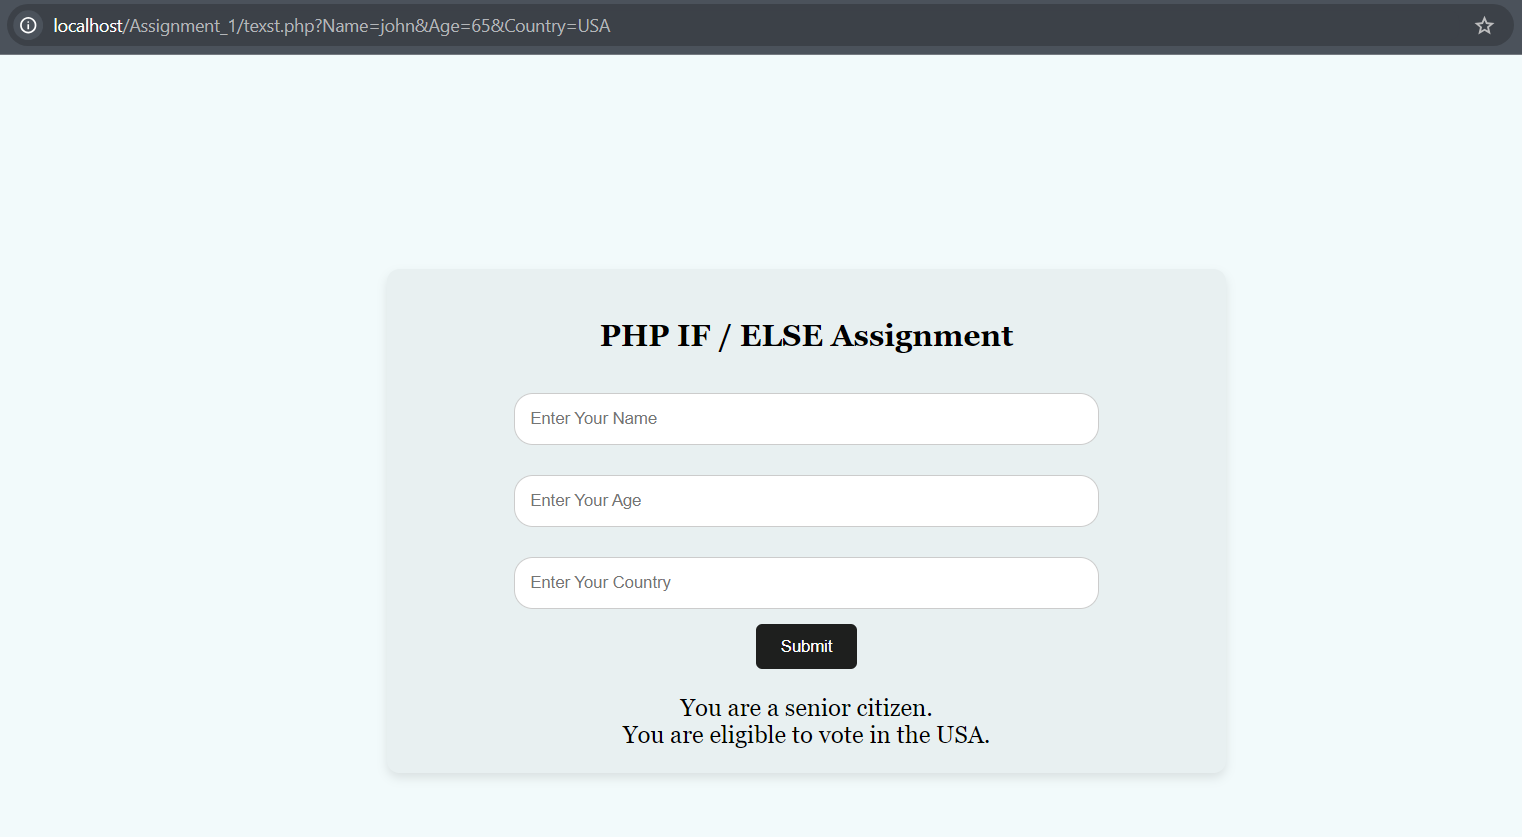 localhost/Assignment_1/texst.php?Name=john&Age=65&Country=USA
PHP IF / ELSE Assignment
Enter Your Name
Enter Your Age
Enter Your Country
Submit
You are a senior citizen.
You are eligible to vote in the USA.